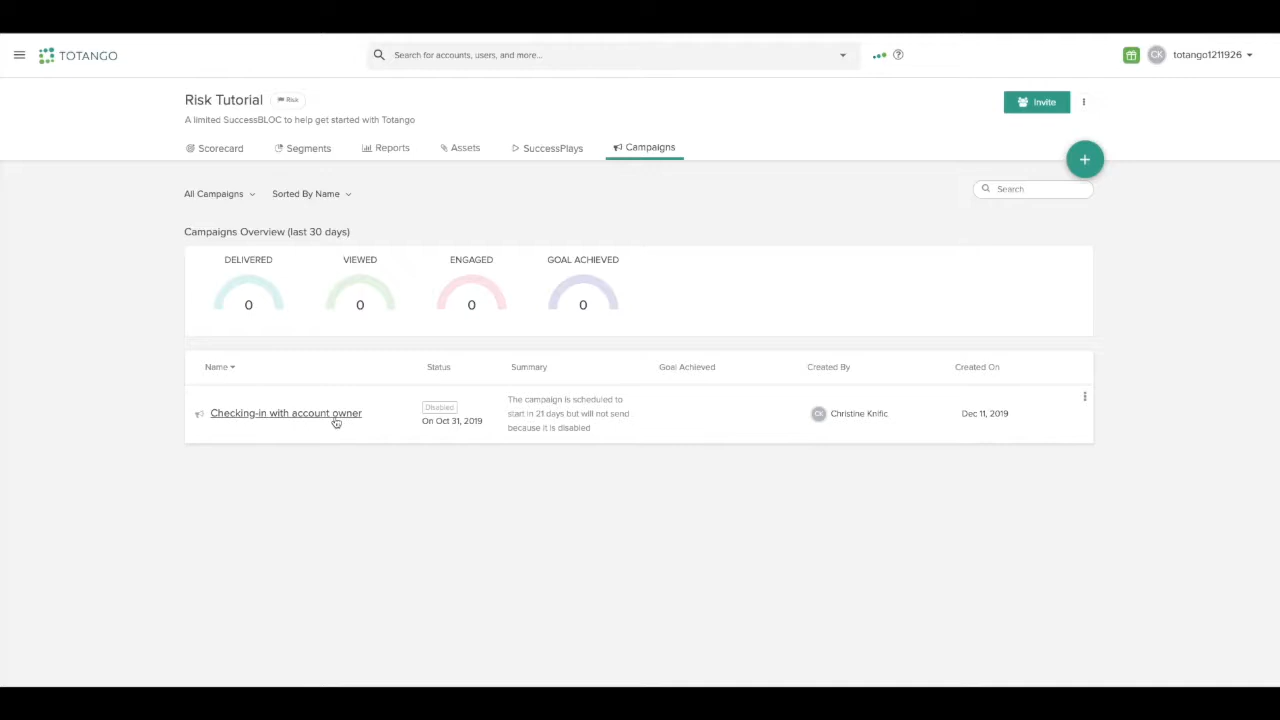 TOTANGO
Search for accounts, users, and more...
CK
totango1211926
Risk Tutorial
Risk
Invite
A limited SuccessBLOC to help get started with Totango
Scorecard
Segments
Reports
Assets
SuccessPlays
Campaigns
All Campaigns
Sorted By Name
Search
Campaigns Overview (last 30 days)
DELIVERED
VIEWED
ENGAGED
GOAL ACHIEVED
0
0
0
0
Name
Status
Summary
Goal Achieved
Created By
Created On
Checking-in with account owner
Disabled
On Oct 31, 2019
The campaign is scheduled to
start in 21 days but will not send
because it is disabled
CK
Christine Knific
Dec 11, 2019